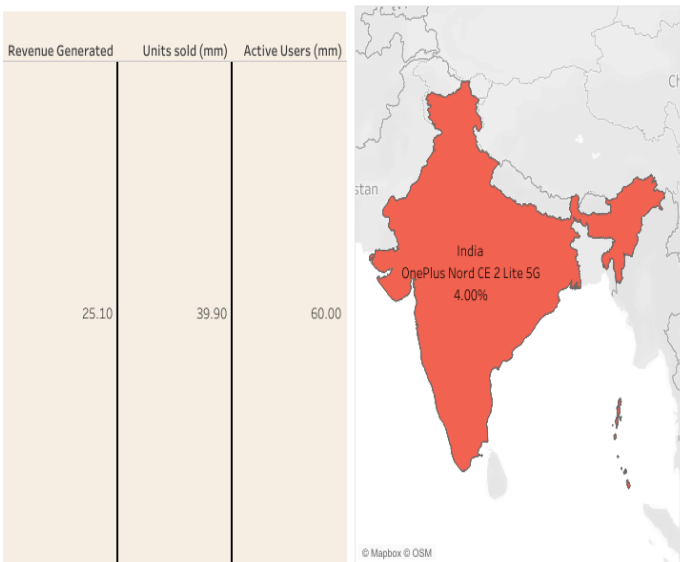 Revenue Generated Units sold (mm) Active Users (mm)
25.10 39.90 60.00
Ch
stan
India
OnePlus Nord CE 2 Lite 5G
4.00%
© Mapbox © OSM